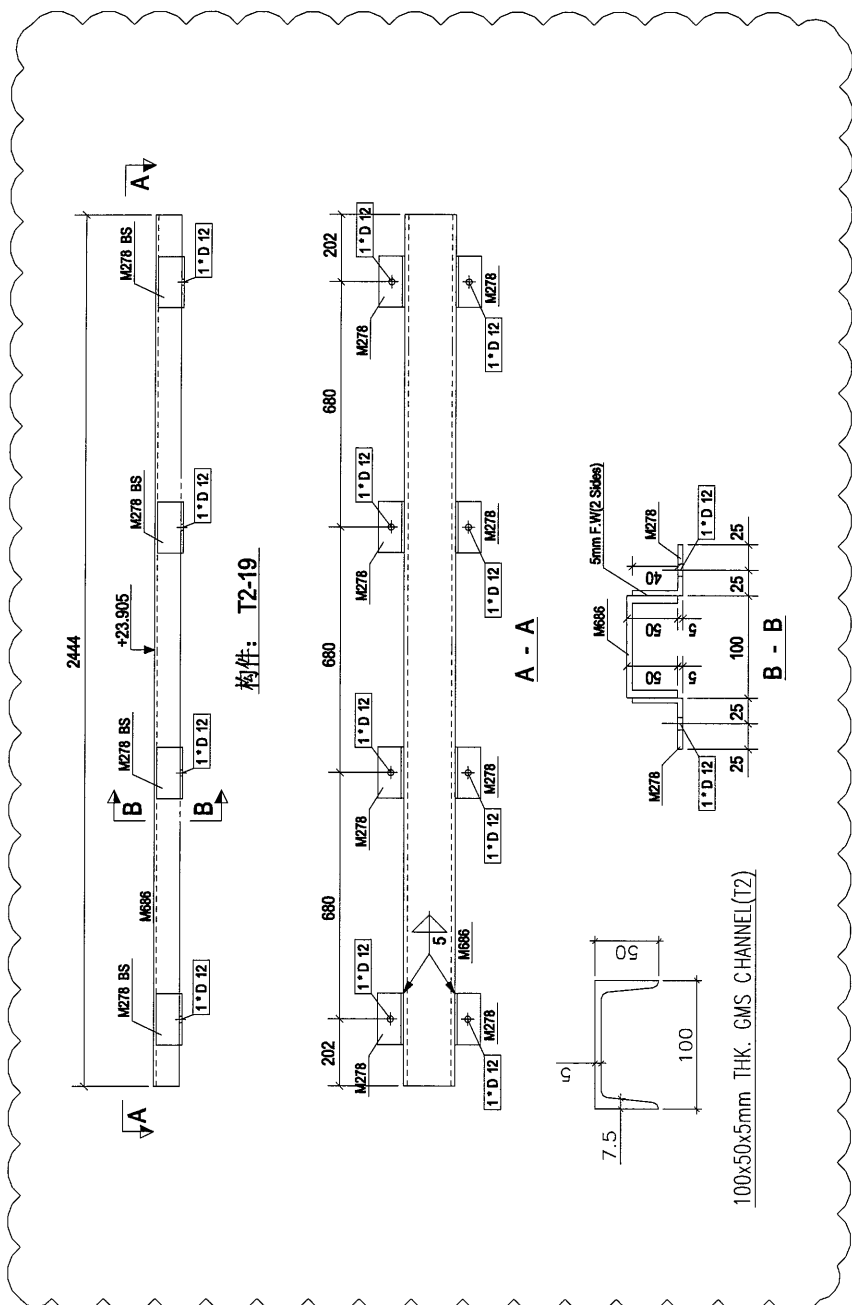 2444
A
A
M278 BS
1*D 12
M686
B
B
M278 BS
1*D 12
+23.905
M278 BS
1*D 12
M278 BS
1*D 12
构件: T2-19
202
680
680
680
202
1*D 12
M278
1*D 12
M278
1*D 12
M278
1*D 12
M278
5
M686
M278
1*D 12
M278
1*D 12
M278
1*D 12
M278
1*D 12
A - A
5
7.5
50
100
100x50x5mm THK. GMS CHANNEL(T2)
M686
5mm F.W(2 Sides)
50
50
40
5
5
M278
M278
1*D 12
1*D 12
25
25
100
25
25
B - B